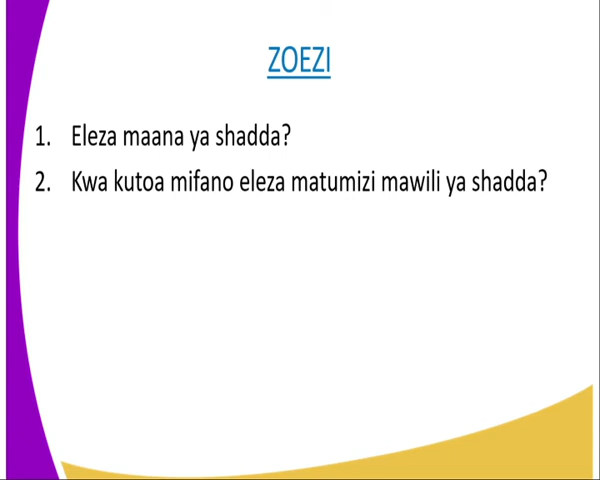 ZOEZI
1. Eleza maana ya shadda?
2. Kwa kutoa mifano eleza matumizi mawili ya shadda?